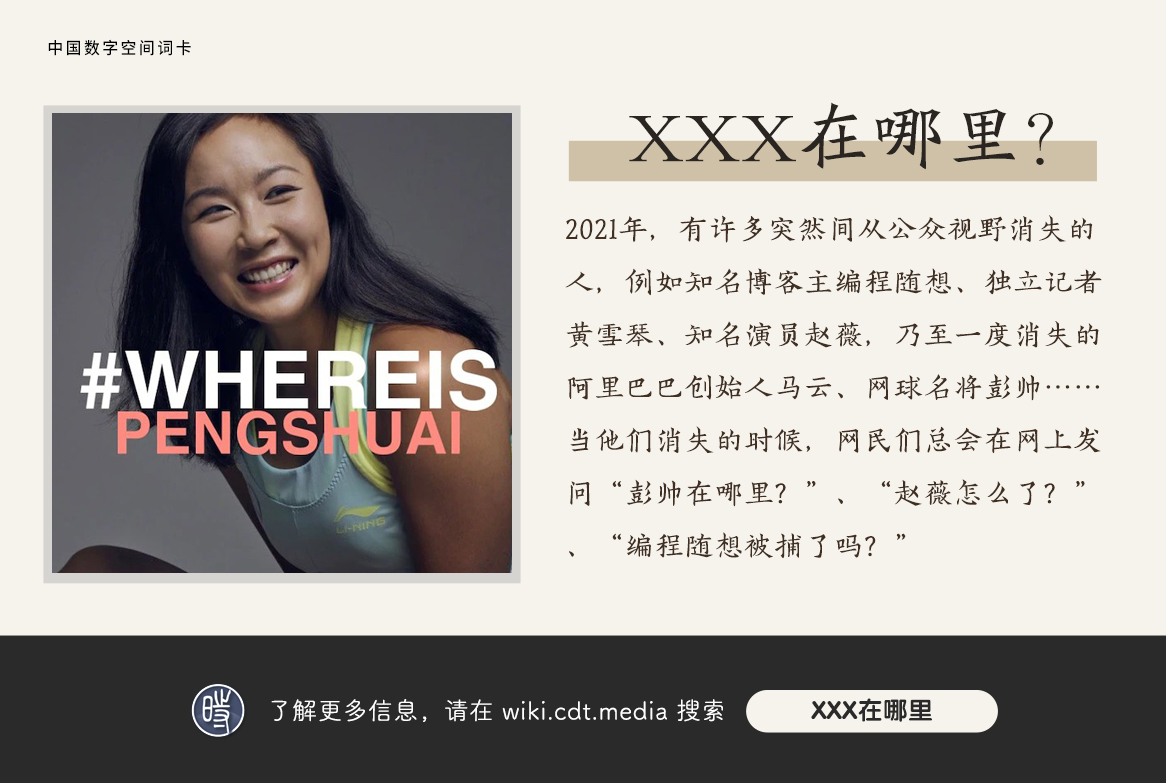 中国数字空间词卡
XXX在哪里？
2021年，有许多突然间从公众视野消失的
人，例如知名博客主编程随想、独立记者
黄雪琴、知名演员赵薇，乃至一度消失的
阿里巴巴创始人马云、网球名将彭帅……
当他们消失的时候，网民们总会在网上发
问“彭帅在哪里？”、“赵薇怎么了？”
、“编程随想被捕了吗？”
#WHEREIS
PENGSHUAI
LI-NING
了解更多信息，请在 wiki.cdt.media 搜索
XXX在哪里